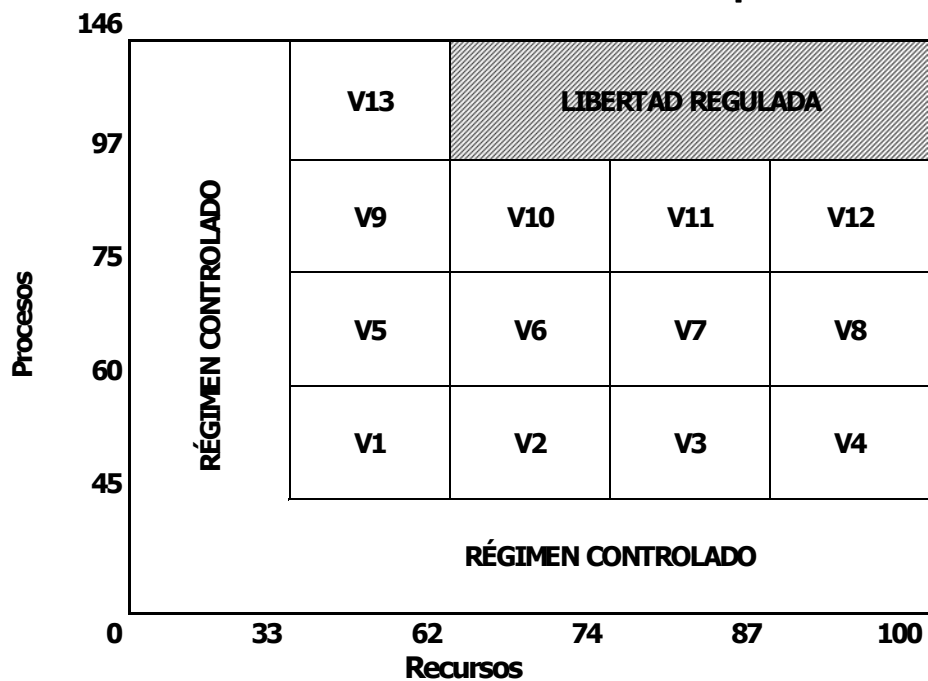 146
V13
LIBERTAD REGULADA
97
V9
V10
V11
V12
75
V5
V6
V7
V8
60
V1
V2
V3
V4
45
RÉGIMEN CONTROLADO
Procesos
RÉGIMEN CONTROLADO
0
33
62
74
87
100
Recursos